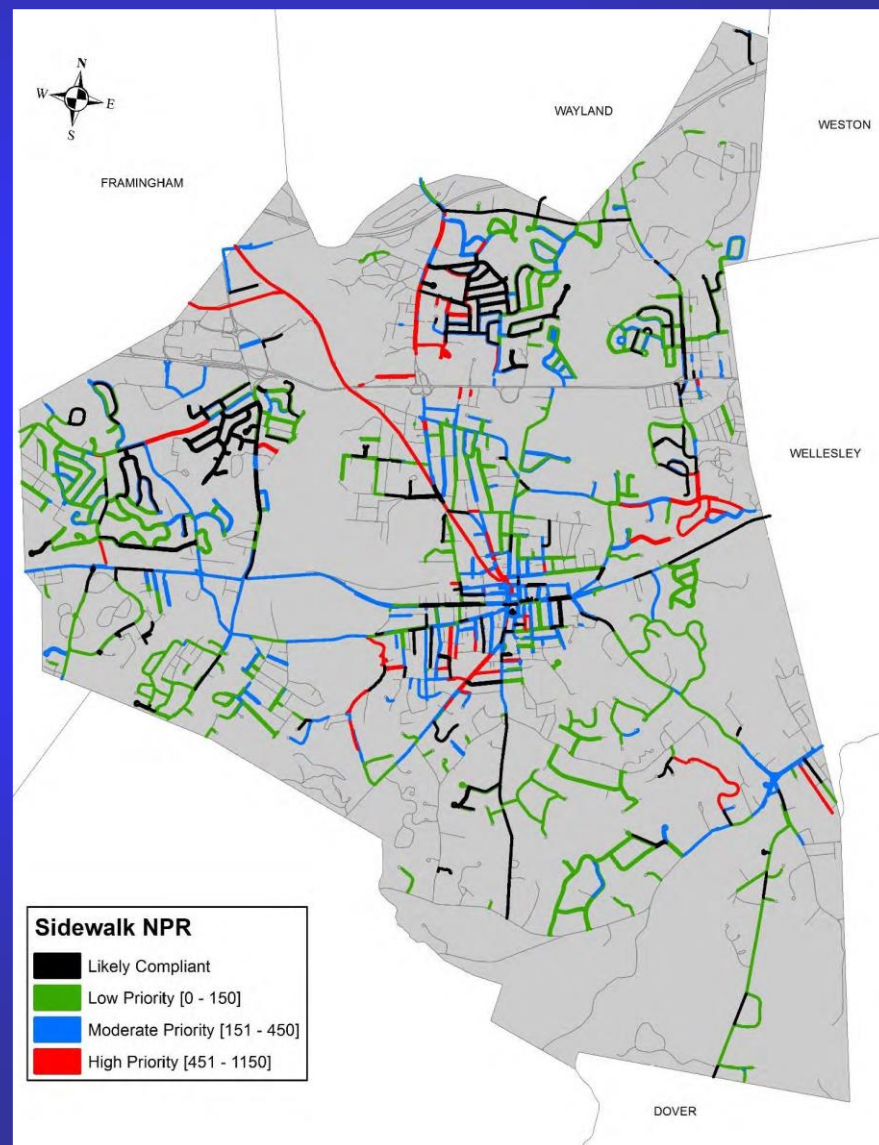 N
W E
S
WAYLAND
WESTON
FRAMINGHAM
WELLESLEY
Sidewalk NPR
Likely Compliant
Low Priority [0 - 150]
Moderate Priority [151 - 450]
High Priority [451 - 1150]
DOVER